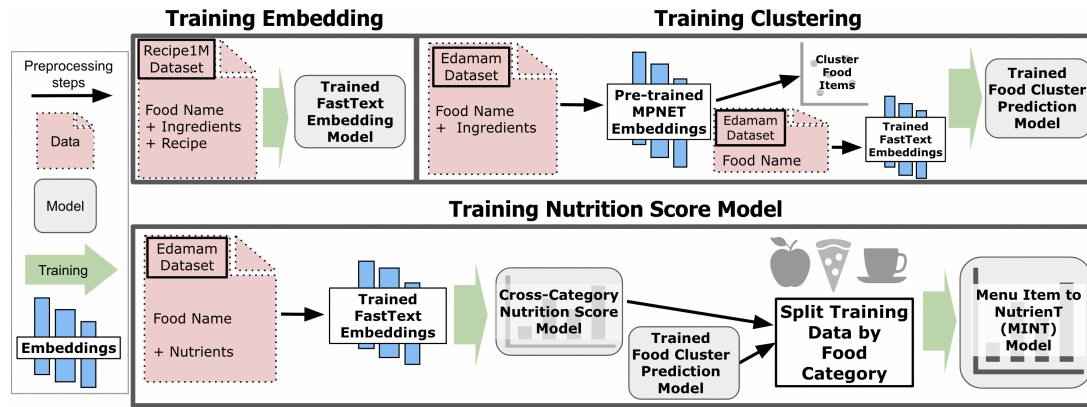 Training Embedding
Training Clustering
Preprocessing
steps
Data
Model
Training
Embeddings
Recipe1M
Dataset
Food Name
+ Ingredients
+ Recipe
Trained
FastText
Embedding
Model
Edamam
Dataset
Food Name
+ Ingredients
Pre-trained
MPNET
Embeddings
Cluster
Food
Items
Edamam
Dataset
Food Name
Trained
FastText
Embeddings
Trained
Food Cluster
Prediction
Model
Training Nutrition Score Model
Edamam
Dataset
Food Name
+ Nutrients
Trained
FastText
Embeddings
Cross-Category
Nutrition Score
Model
Trained
Food Cluster
Prediction
Model
Split Training
Data by
Food
Category
Menu Item to
NutrienT
(MINT)
Model